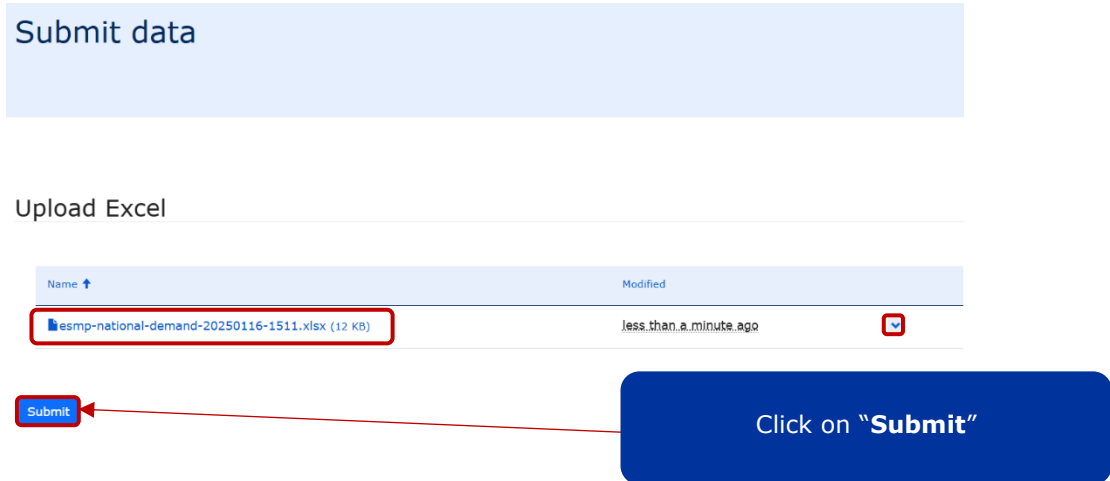 Submit data
Upload Excel
Name Modified
esmp-national-demand-20250116-1511.xlsx (12 KB) less than a minute ago
Submit
Click on “Submit”